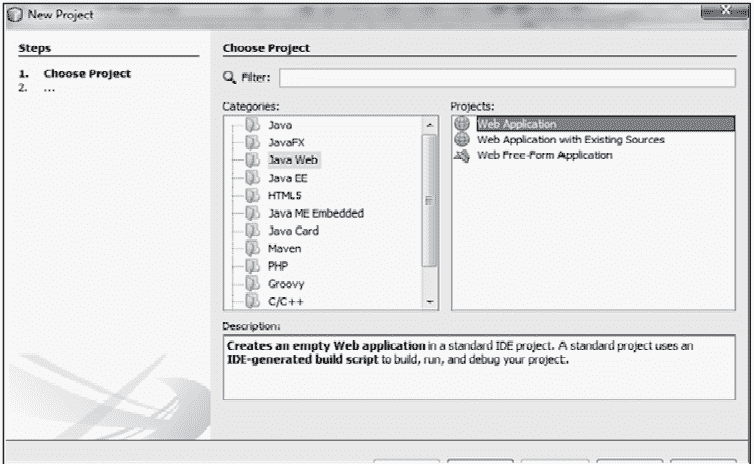 New Project
Steps
1. Choose Project
2. ...
Choose Project
Filter:
Categories:
Java
JavaFX
Java Web
Java EE
HTML5
Java ME Embedded
Java Card
Maven
PHP
Groovy
C/C++
Projects:
Web Application
Web Application with Existing Sources
Web Free-Form Application
Description:
Creates an empty Web application in a standard IDE project. A standard project uses an
IDE-generated build script to build, run, and debug your project.